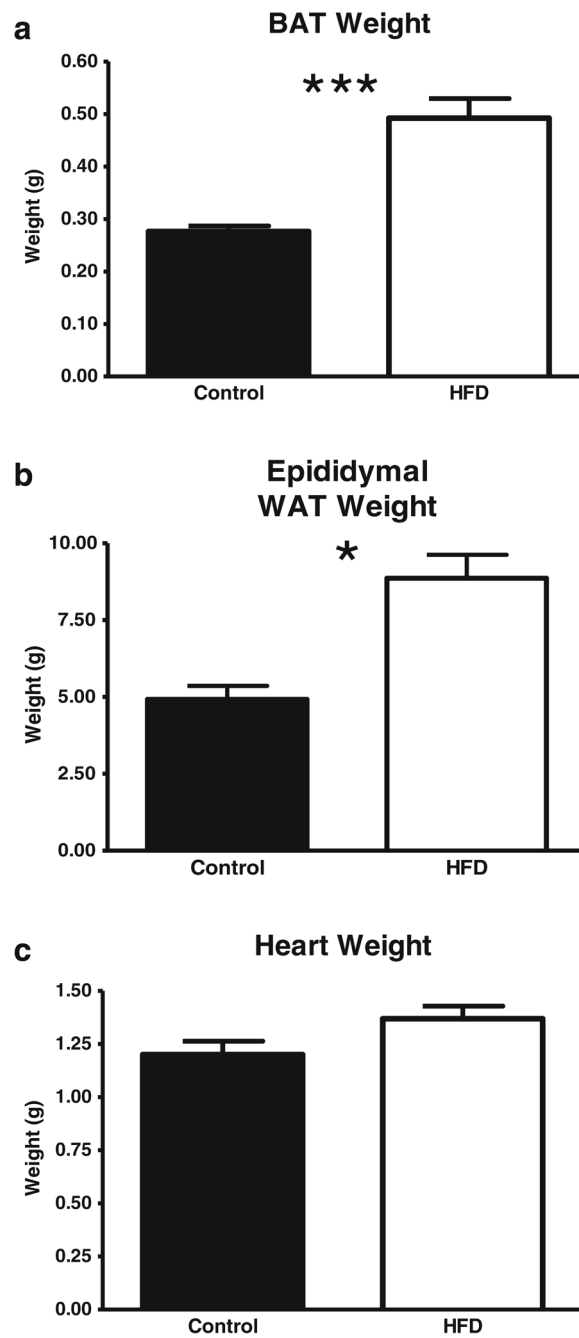 a
BAT Weight
0.60
0.50
0.40
0.30
0.20
0.10
0.00
Weight (g)
***
Control
HFD
b
Epididymal
WAT Weight
10.00
7.50
5.00
2.50
0.00
Weight (g)
*
Control
HFD
c
Heart Weight
1.50
1.25
1.00
0.75
0.50
0.25
0.00
Weight (g)
Control
HFD